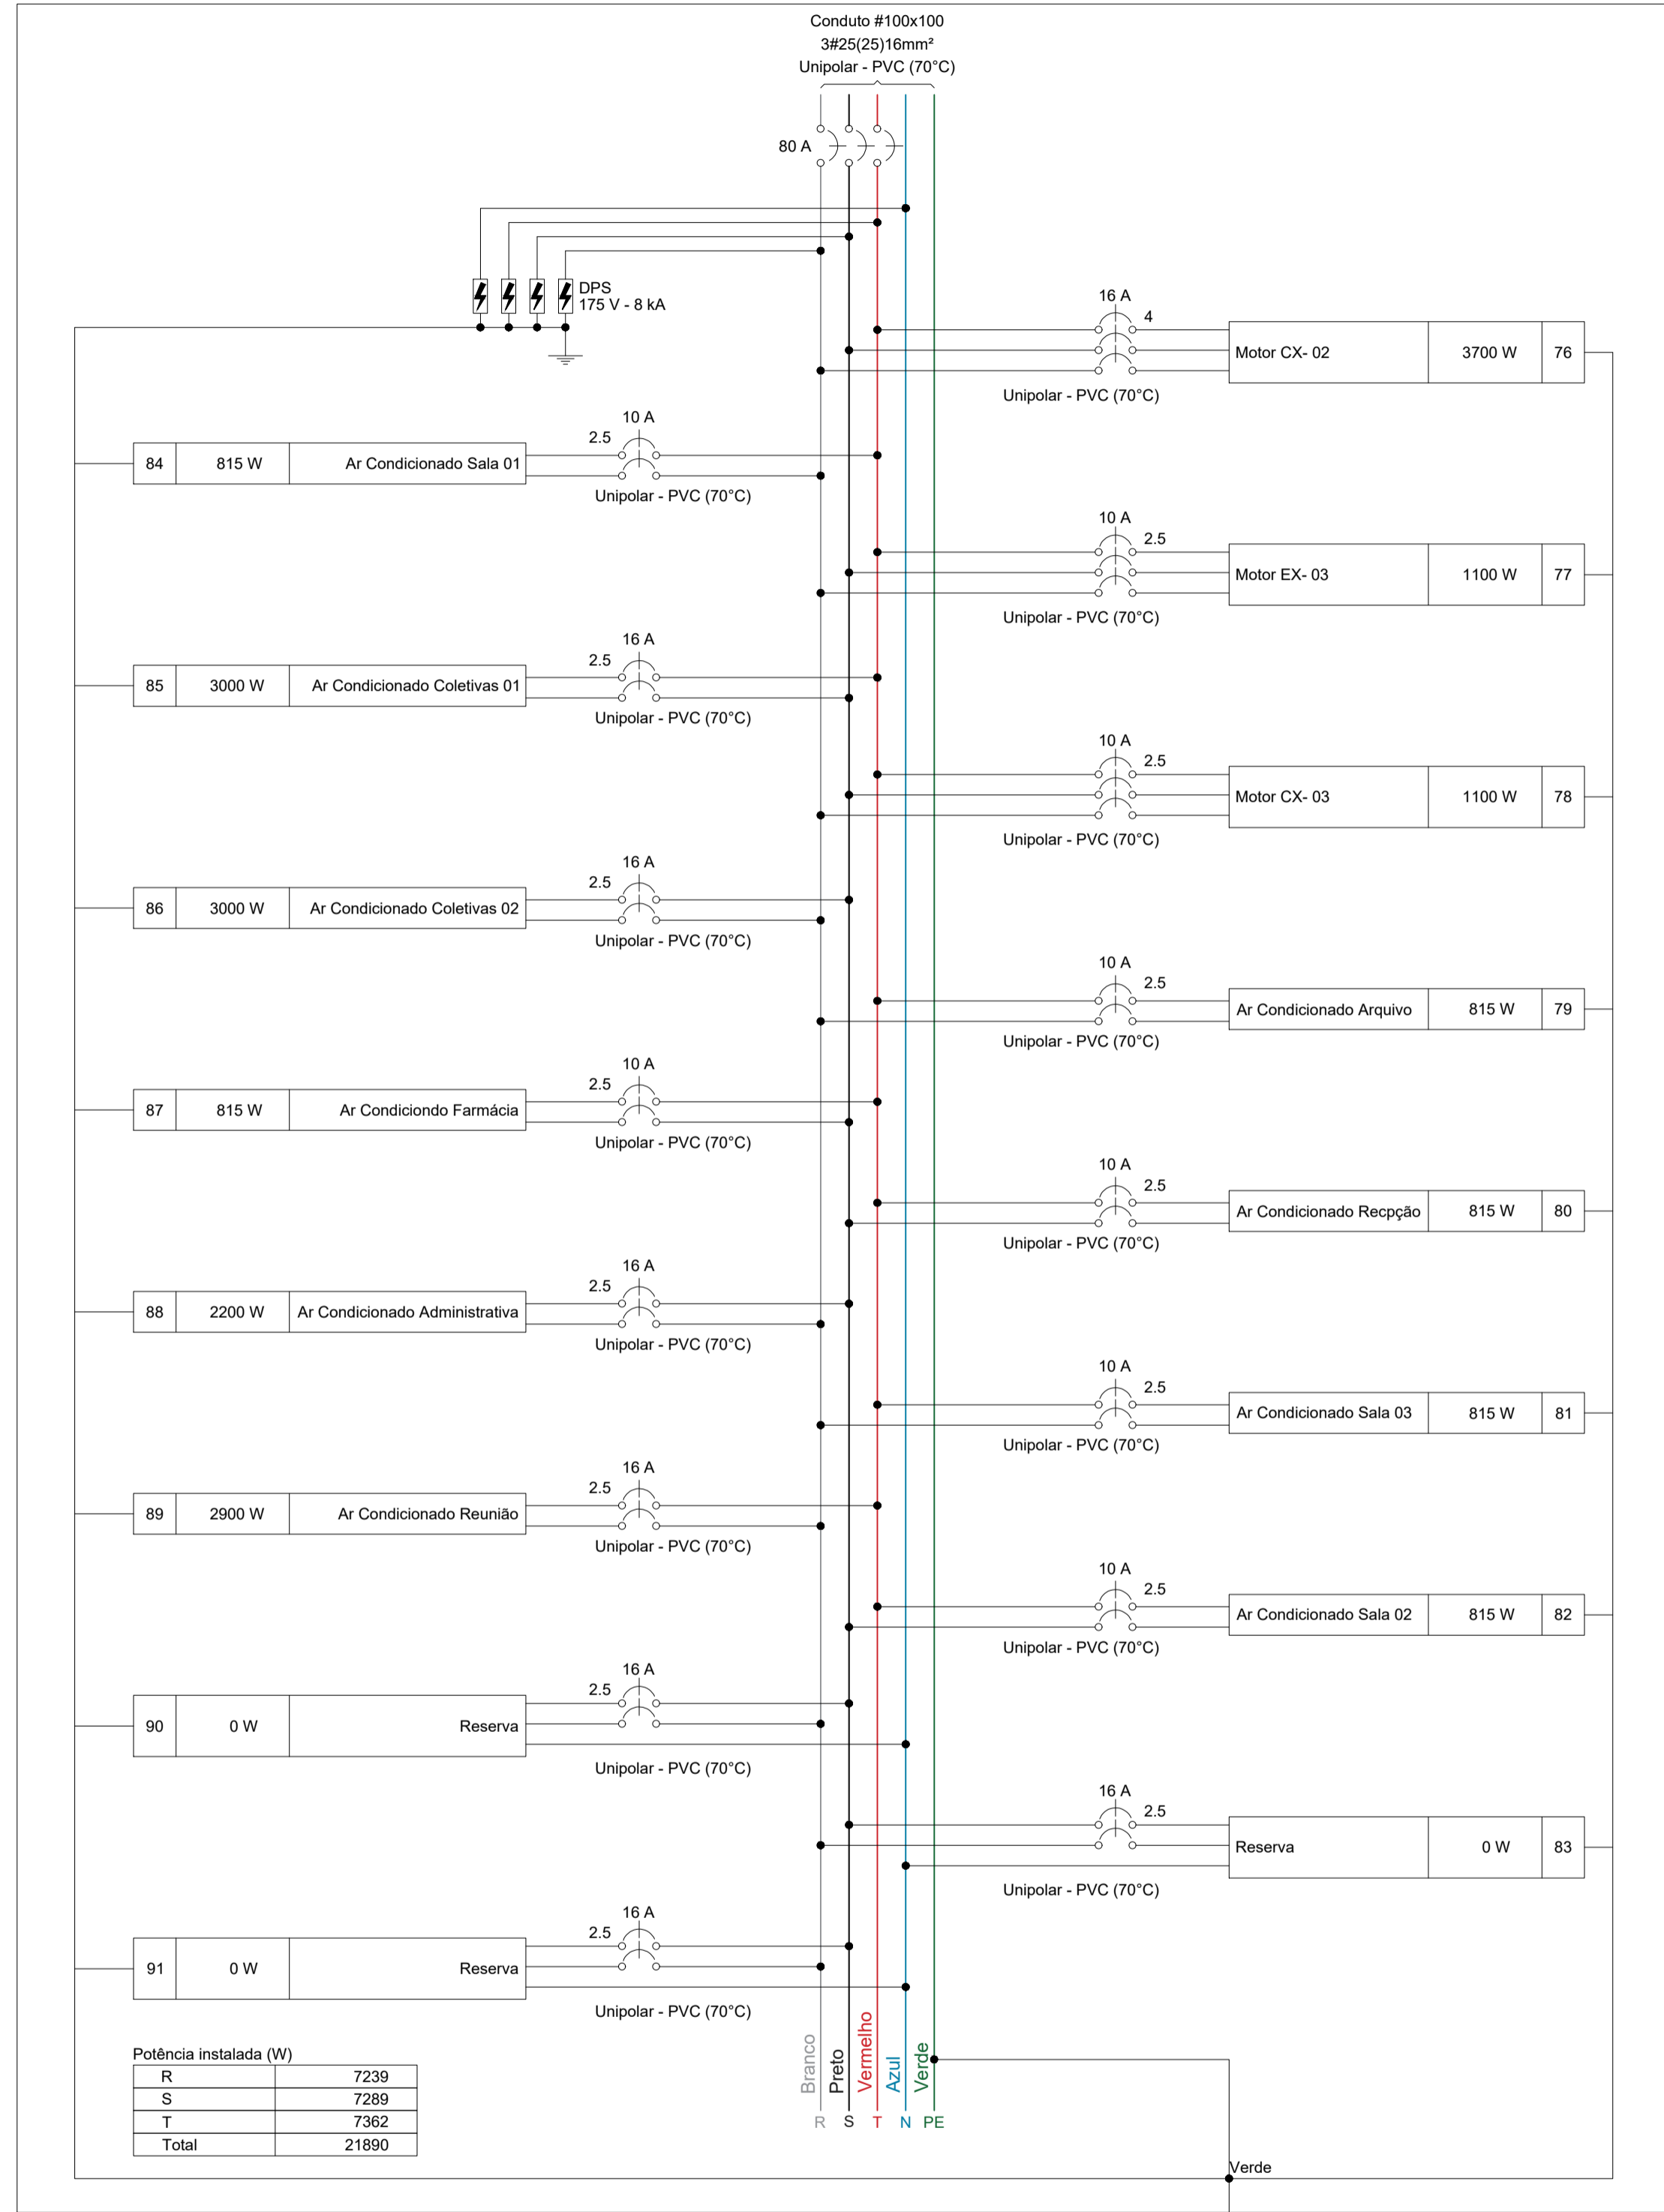 Conduto #100x100
3#25(25)16mm²
Unipolar - PVC (70°C)
80 A
DPS
175 V - 8 kA
16 A
4
Motor CX- 02 3700 W 76
Unipolar - PVC (70°C)
10 A
2.5
84 815 W Ar Condicionado Sala 01
Unipolar - PVC (70°C)
10 A
2.5
Motor EX- 03 1100 W 77
Unipolar - PVC (70°C)
16 A
2.5
85 3000 W Ar Condicionado Coletivas 01
Unipolar - PVC (70°C)
10 A
2.5
Motor CX- 03 1100 W 78
Unipolar - PVC (70°C)
16 A
2.5
86 3000 W Ar Condicionado Coletivas 02
Unipolar - PVC (70°C)
10 A
2.5
Ar Condicionado Arquivo 815 W 79
Unipolar - PVC (70°C)
10 A
2.5
87 815 W Ar Condiciondo Farmácia
Unipolar - PVC (70°C)
10 A
2.5
Ar Condicionado Recpção 815 W 80
Unipolar - PVC (70°C)
16 A
2.5
88 2200 W Ar Condicionado Administrativa
Unipolar - PVC (70°C)
10 A
2.5
Ar Condicionado Sala 03 815 W 81
Unipolar - PVC (70°C)
16 A
2.5
89 2900 W Ar Condicionado Reunião
Unipolar - PVC (70°C)
10 A
2.5
Ar Condicionado Sala 02 815 W 82
Unipolar - PVC (70°C)
16 A
2.5
90 0 W Reserva
Unipolar - PVC (70°C)
16 A
2.5
Reserva 0 W 83
Unipolar - PVC (70°C)
16 A
2.5
91 0 W Reserva
Unipolar - PVC (70°C)
Branco
Preto
Vermelho
Azul
Verde
R S T N PE
Potência instalada (W)
R 7239
S 7289
T 7362
Total 21890
Verde